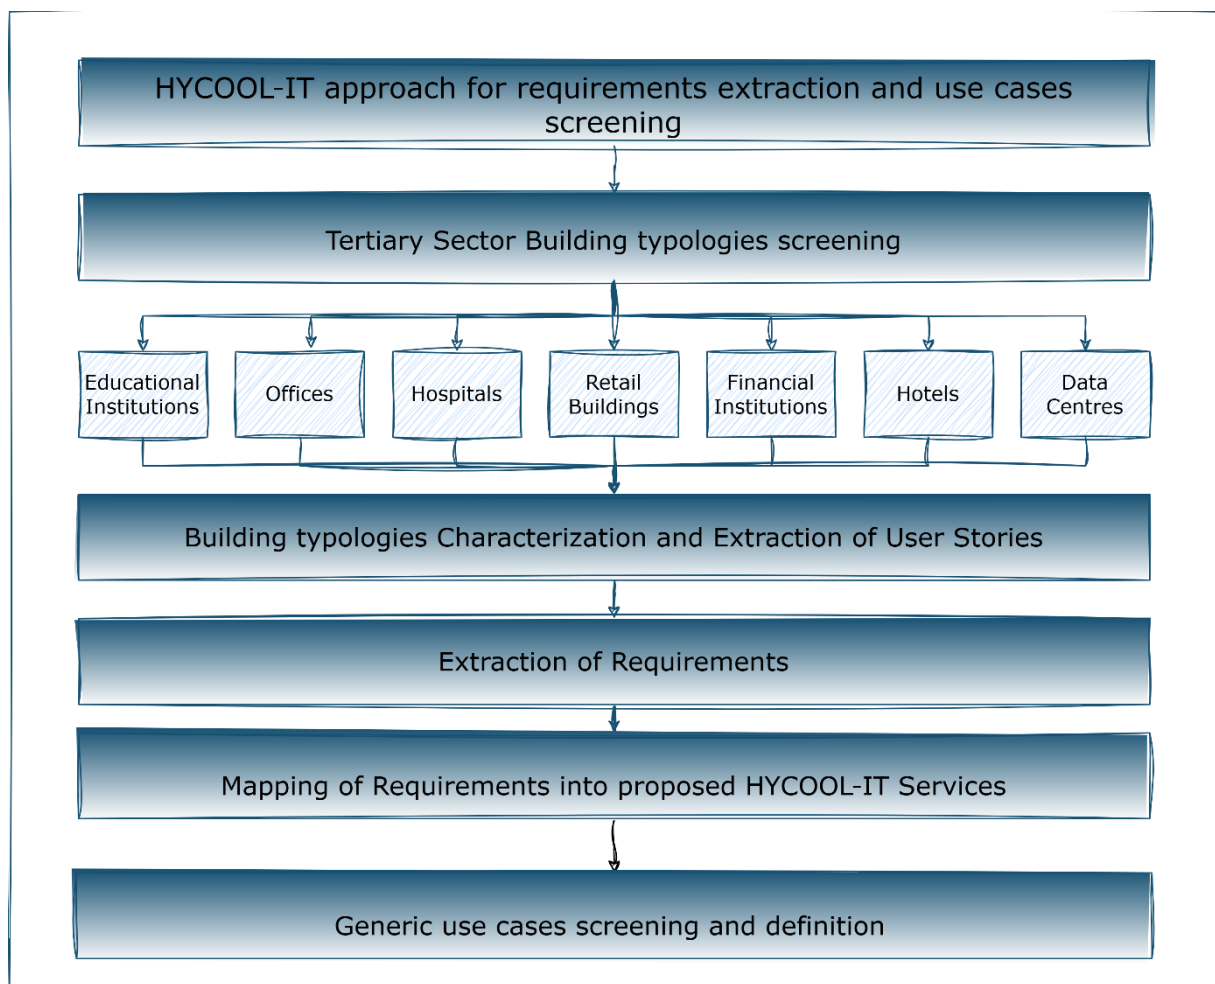 HYCOOL-IT approach for requirements extraction and use cases
screening
Tertiary Sector Building typologies screening
Educational
Institutions
Offices
Hospitals
Retail
Buildings
Financial
Institutions
Hotels
Data
Centres
Building typologies Characterization and Extraction of User Stories
Extraction of Requirements
Mapping of Requirements into proposed HYCOOL-IT Services
Generic use cases screening and definition